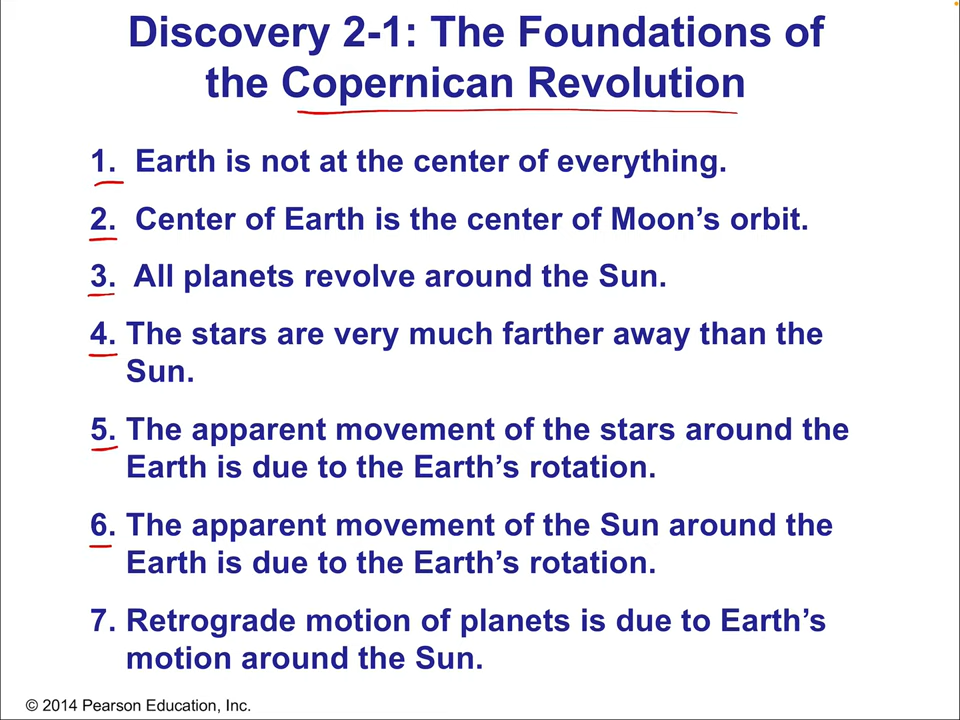 Discovery 2-1: The Foundations of
the Copernican Revolution
1. Earth is not at the center of everything.
2. Center of Earth is the center of Moon’s orbit.
3. All planets revolve around the Sun.
4. The stars are very much farther away than the
Sun.
5. The apparent movement of the stars around the
Earth is due to the Earth’s rotation.
6. The apparent movement of the Sun around the
Earth is due to the Earth’s rotation.
7. Retrograde motion of planets is due to Earth’s
motion around the Sun.
© 2014 Pearson Education, Inc.